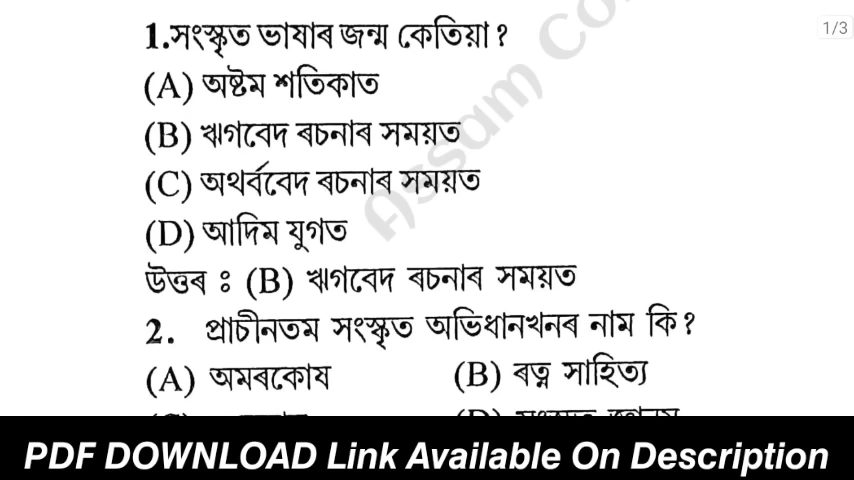 1.সংস্কৃত ভাষাৰ জন্ম কেতিয়া?
1/3
(A) অষ্টম শতিকাত
(B) ঋগবেদ ৰচনাৰ সময়ত
(C) অথৰ্ববেদ ৰচনাৰ সময়ত
(D) আদিম যুগত
উত্তৰ ঃ (B) ঋগবেদ ৰচনাৰ সময়ত
2. প্ৰাচীনতম সংস্কৃত অভিধানখনৰ নাম কি?
(A) অমৰকোষ (B) ৰত্ন সাহিত্য
Assam
PDF DOWNLOAD Link Available On Description